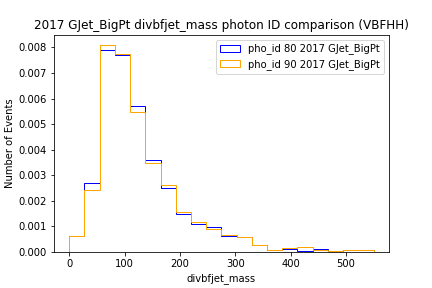 2017 GJet_BigPt divbfjet_mass photon ID comparison (VBFHH)
pho_id 80 2017 GJet_BigPt
pho_id 90 2017 GJet_BigPt
Number of Events
0.008
0.007
0.006
0.005
0.004
0.003
0.002
0.001
0.000
0 100 200 300 400 500
divbfjet_mass